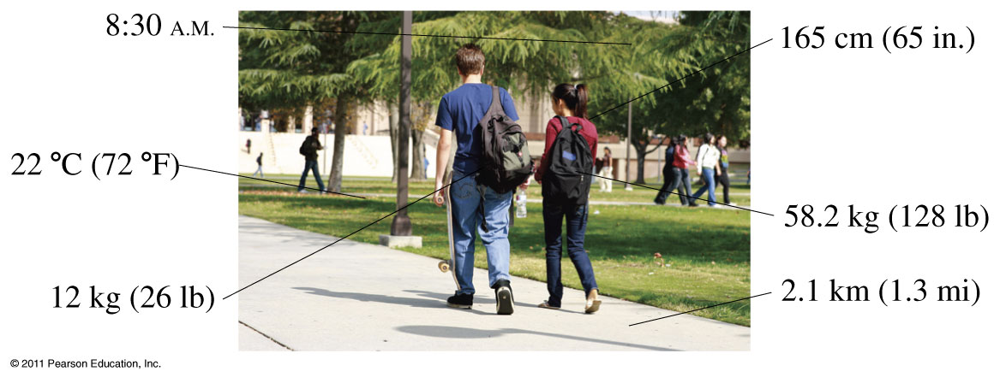 8:30 A.M.
165 cm (65 in.)
22 °C (72 °F)
58.2 kg (128 lb)
12 kg (26 lb)
2.1 km (1.3 mi)
© 2011 Pearson Education, Inc.